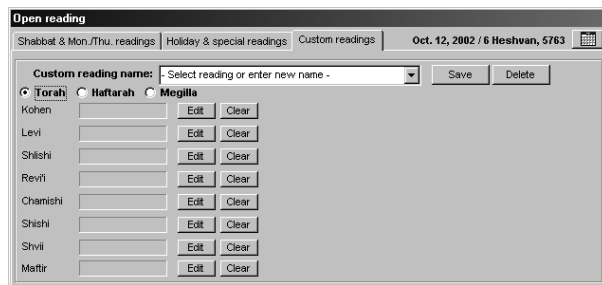 Open reading
Shabbat & Mon./Thu. readings Holiday & special readings Custom readings Oct. 12, 2002 / 6 Heshvan, 5763
Custom reading name: - Select reading or enter new name - Save Delete
Torah Haftarah Megilla
Kohen Edit Clear
Levi Edit Clear
Shlishi Edit Clear
Revi'i Edit Clear
Chamishi Edit Clear
Shishi Edit Clear
Shvii Edit Clear
Maftir Edit Clear